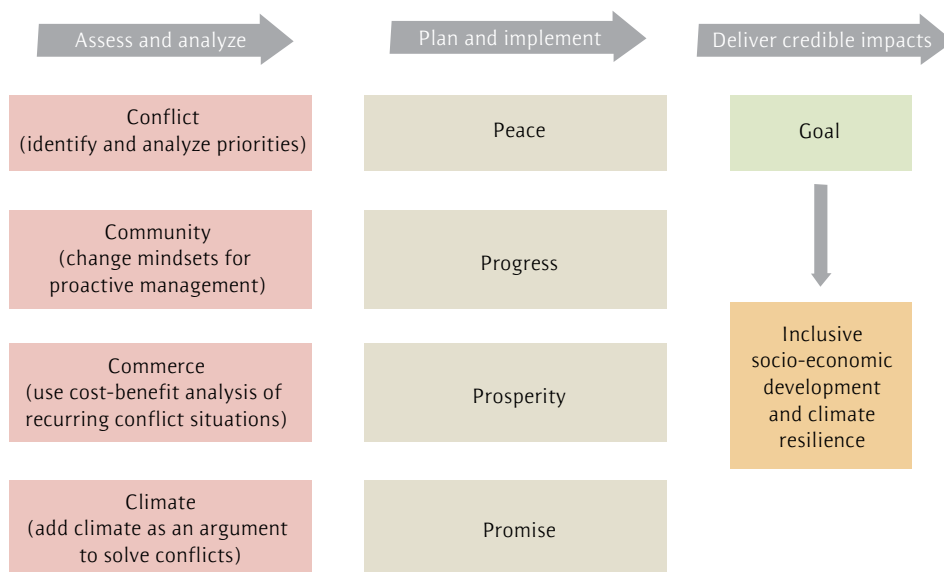 Assess and analyze
Plan and implement
Deliver credible impacts
Conflict
(identify and analyze priorities)
Peace
Goal
Community
(change mindsets for
proactive management)
Progress
Commerce
(use cost-benefit analysis of
recurring conflict situations)
Prosperity
Inclusive
socio-economic
development
and climate
resilience
Climate
(add climate as an argument
to solve conflicts)
Promise